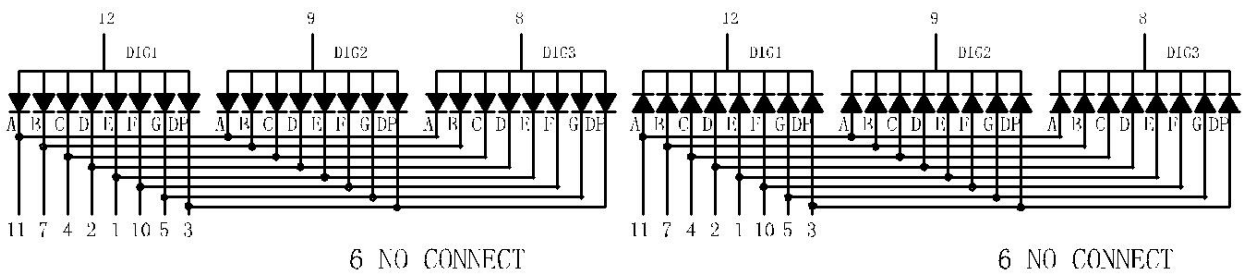 12 9 8 12 9 8
DIG1 DIG2 DIG3 DIG1 DIG2 DIG3
A B C D E F G DP A B C D E F G DP A B C D E F G DP A B C D E F G DP A B C D E F G DP A B C D E F G DP
11 7 4 2 1 10 5 3 11 7 4 2 1 10 5 3
6 NO CONNECT 6 NO CONNECT